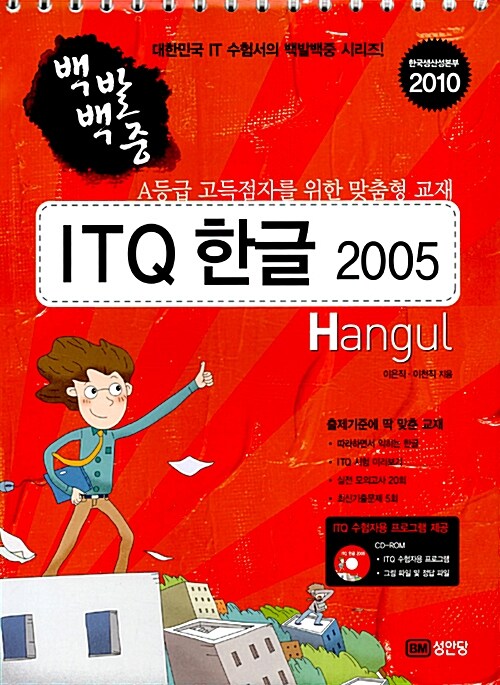 대한민국 IT 수험서의 백발백중 시리즈!
한국생산성본부
2010
백발
백중
A등급 고득점자를 위한 맞춤형 교재
ITQ 한글 2005
Hangul
이은직 · 이천직 지음
출제기준에 딱 맞춘 교재
• 따라하면서 익히는 한글
• ITQ 시험 미리보기
• 실전 모의고사 20회
• 최신기출문제 5회
ITQ 수험자용 프로그램 제공
CD-ROM
• ITQ 수험자용 프로그램
• 그림 파일 및 정답 파일
BM 성안당